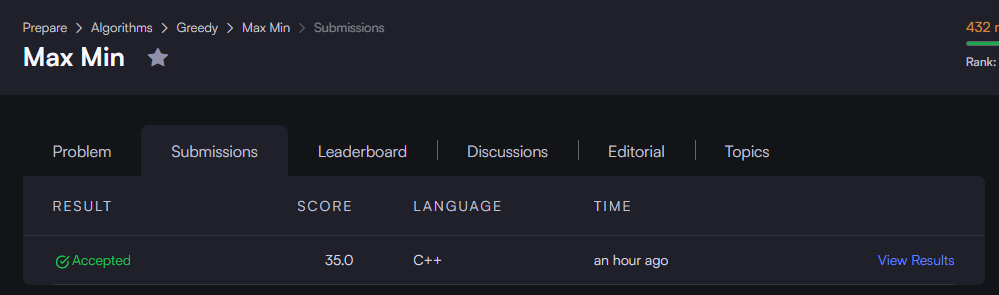 Prepare > Algorithms > Greedy > Max Min > Submissions
432
Max Min
Rank:
Problem Submissions Leaderboard Discussions Editorial Topics
RESULT SCORE LANGUAGE TIME
Accepted 35.0 C++ an hour ago View Results